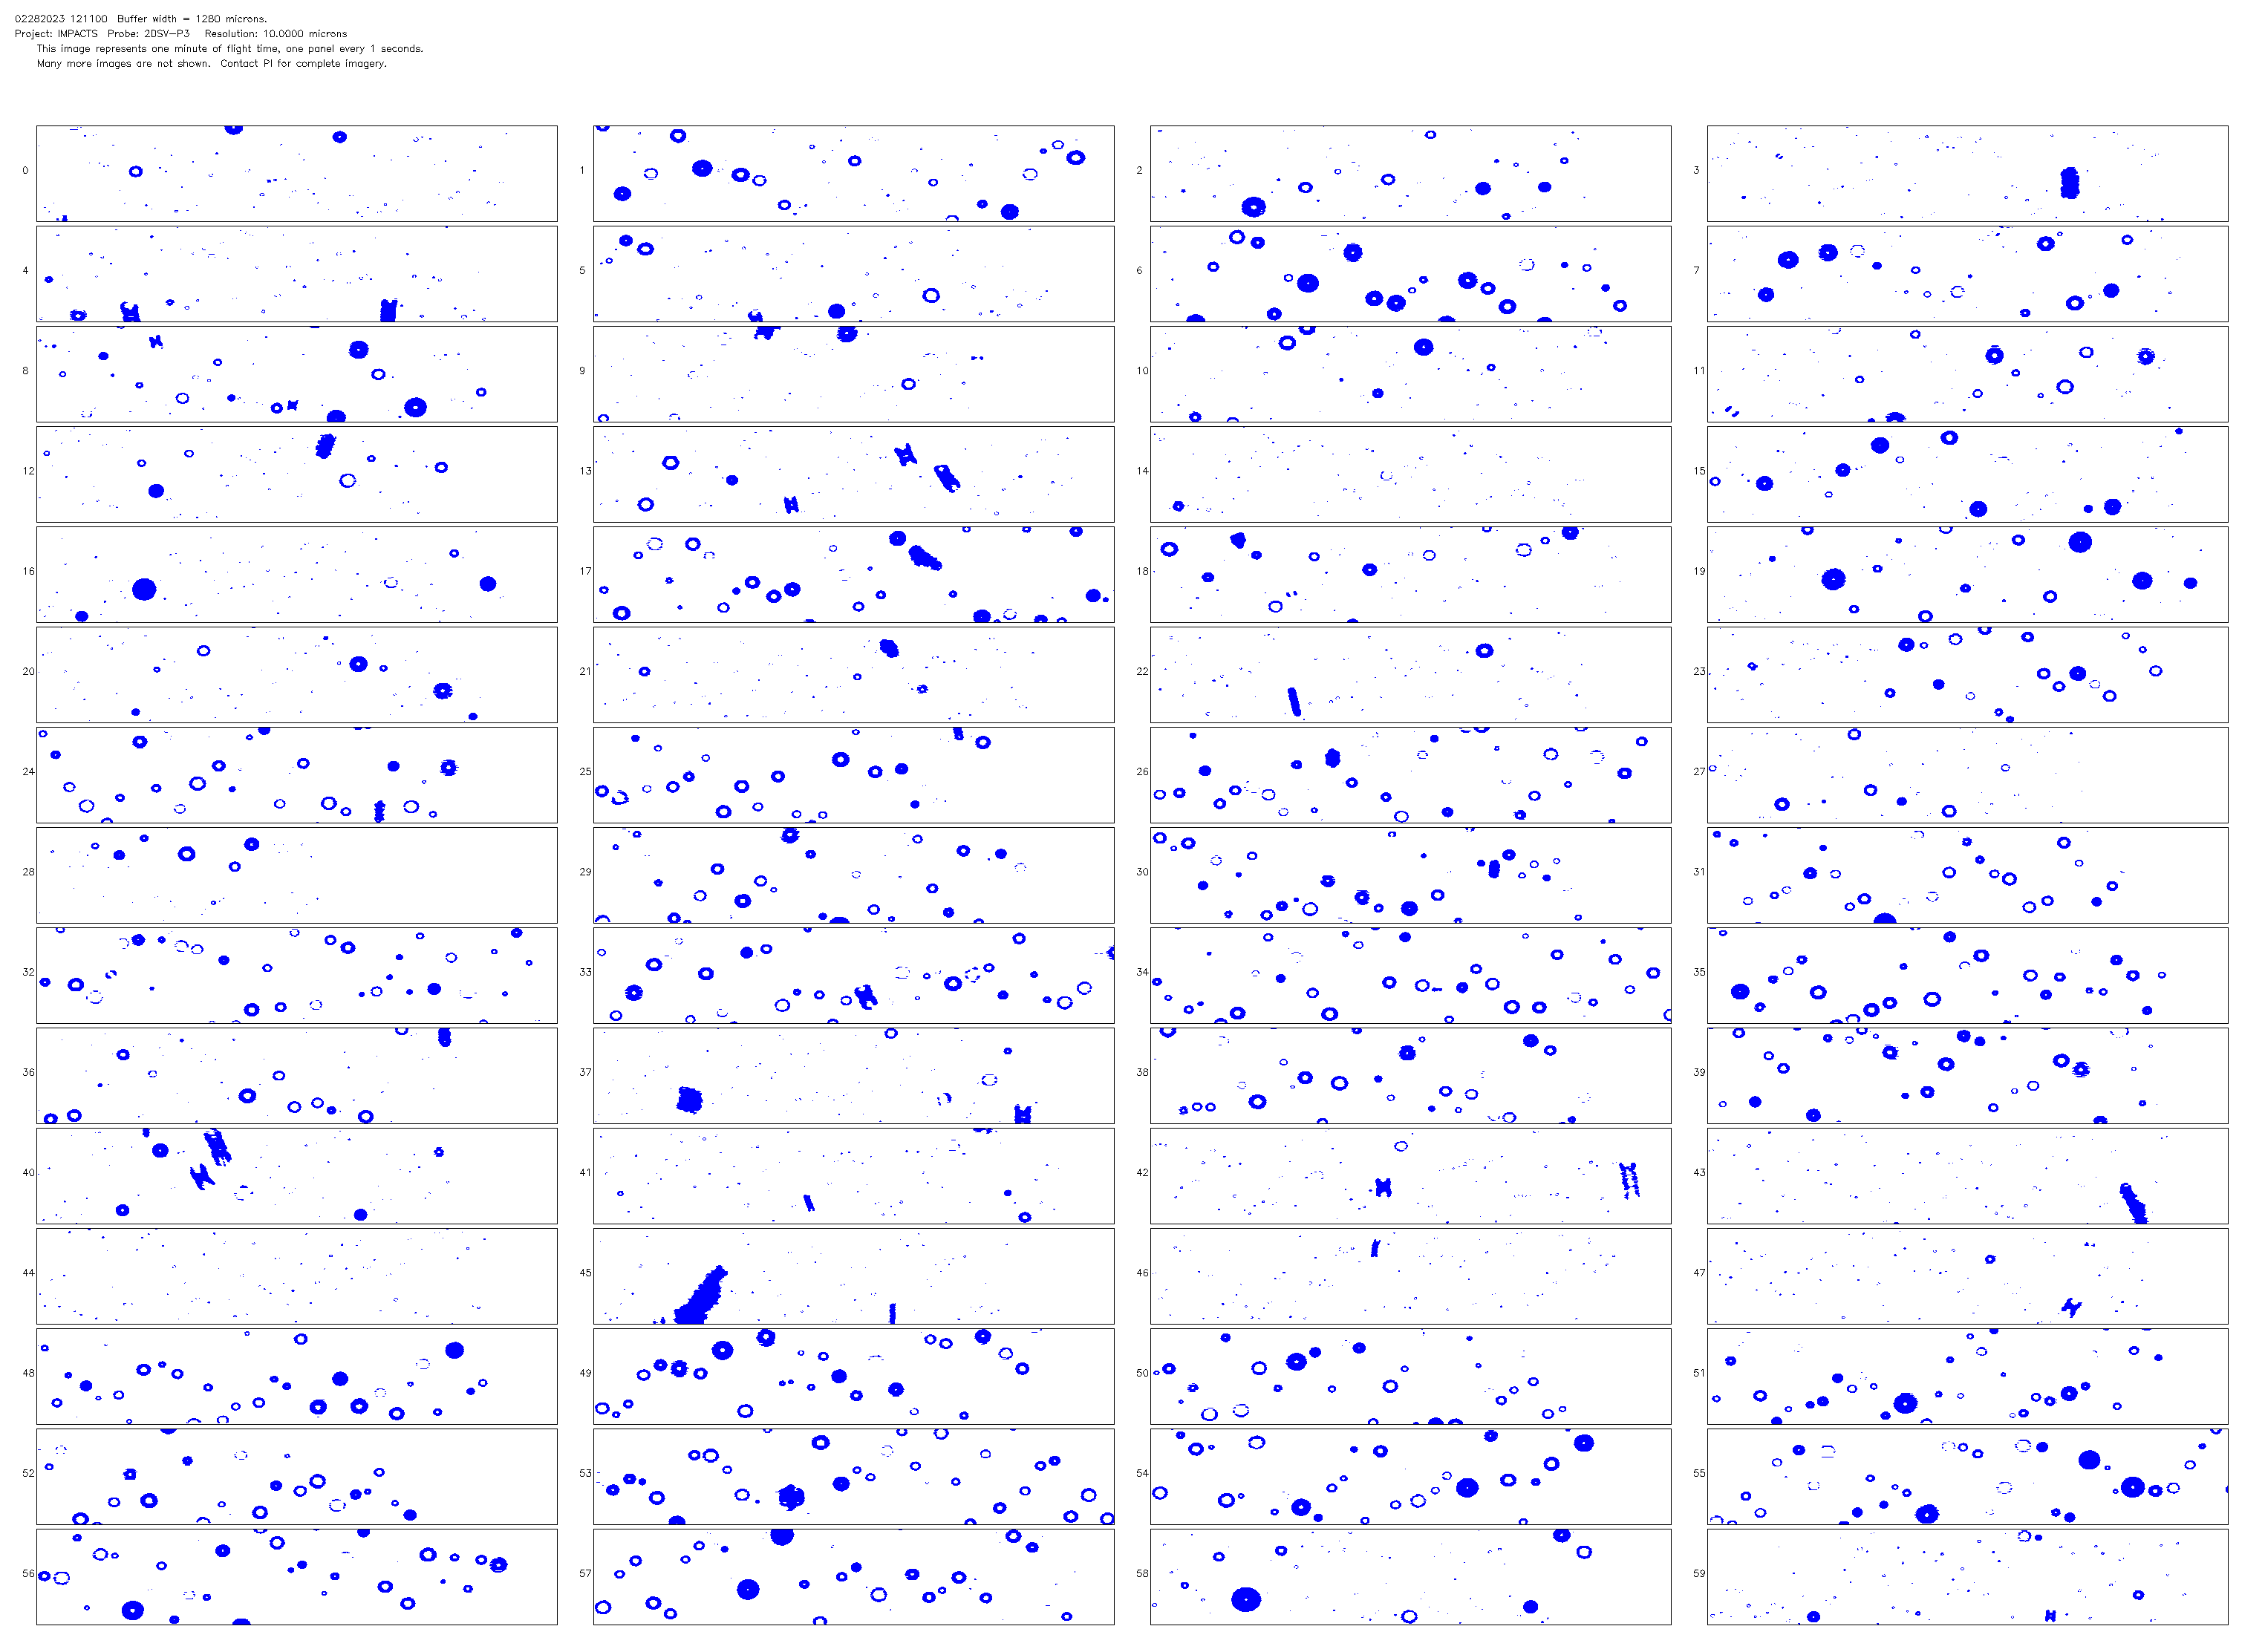 02282023 121100 Buffer width = 1280 microns.
Project: IMPACTS Probe: 2DSV-P3 Resolution: 10.0000 microns
This image represents one minute of flight time, one panel every 1 seconds.
Many more images are not shown. Contact PI for complete imagery.
0 1 2 3
4 5 6 7
8 9 10 11
12 13 14 15
16 17 18 19
20 21 22 23
24 25 26 27
28 29 30 31
32 33 34 35
36 37 38 39
40 41 42 43
44 45 46 47
48 49 50 51
52 53 54 55
56 57 58 59